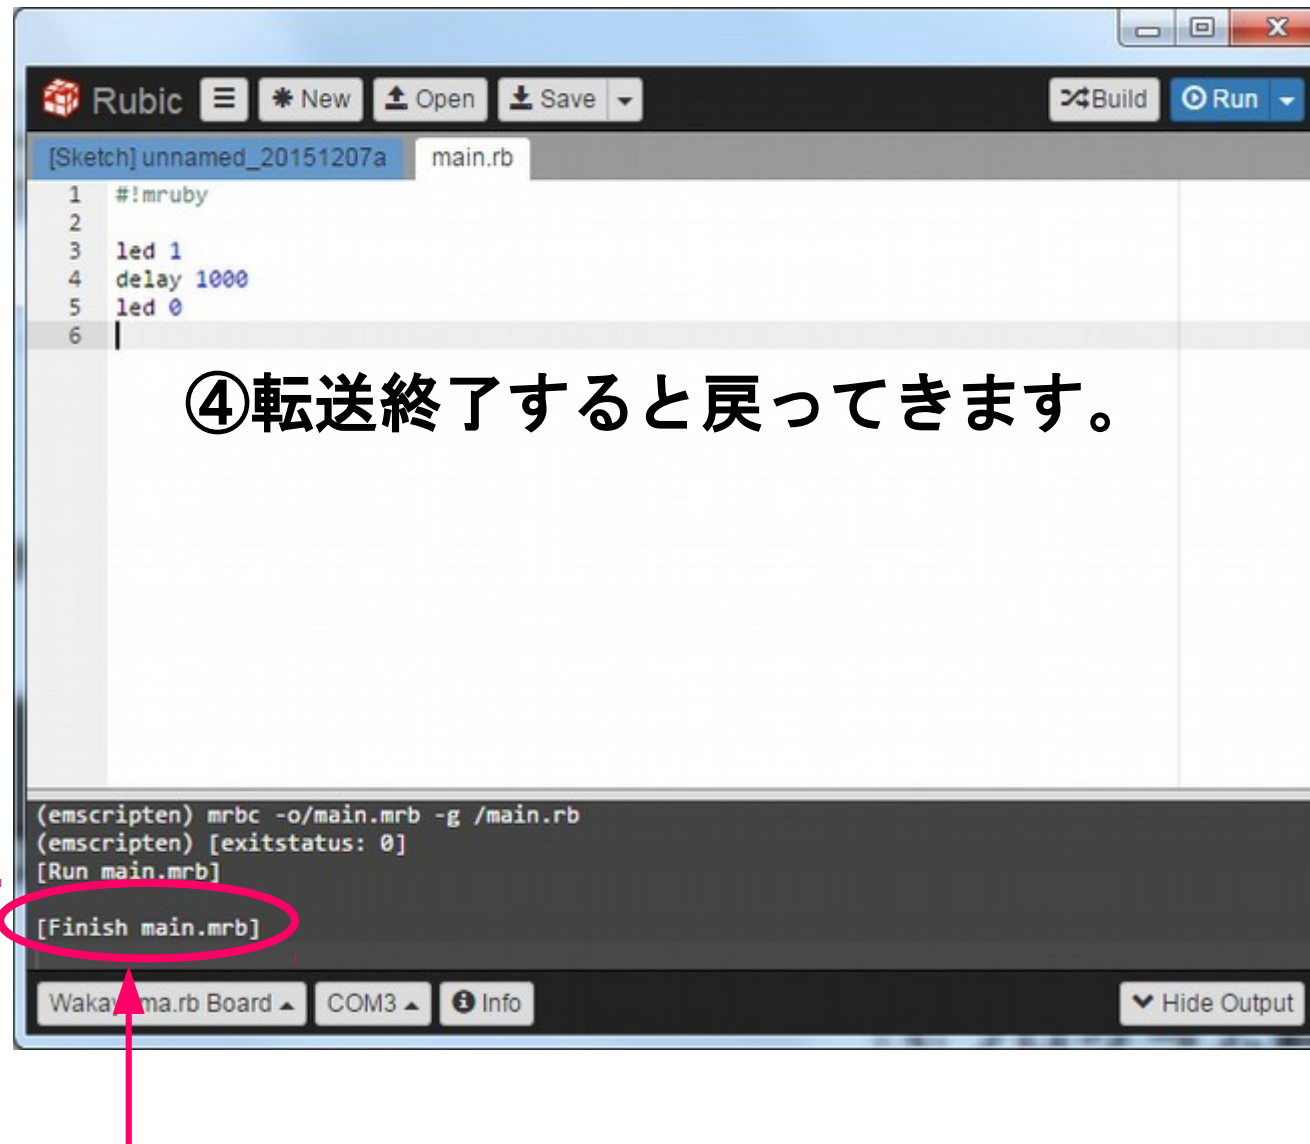 Rubic New Open Save Build Run
[Sketch] unnamed_20151207a main.rb
1 #!mruby
2
3 led 1
4 delay 1000
5 led 0
6
④転送終了すると戻ってきます。
(emscripten) mrbc -o/main.mrb -g /main.rb
(emscripten) [exitstatus: 0]
[Run main.mrb]
[Finish main.mrb]
Wakayama.rb Board COM3 Info Hide Output